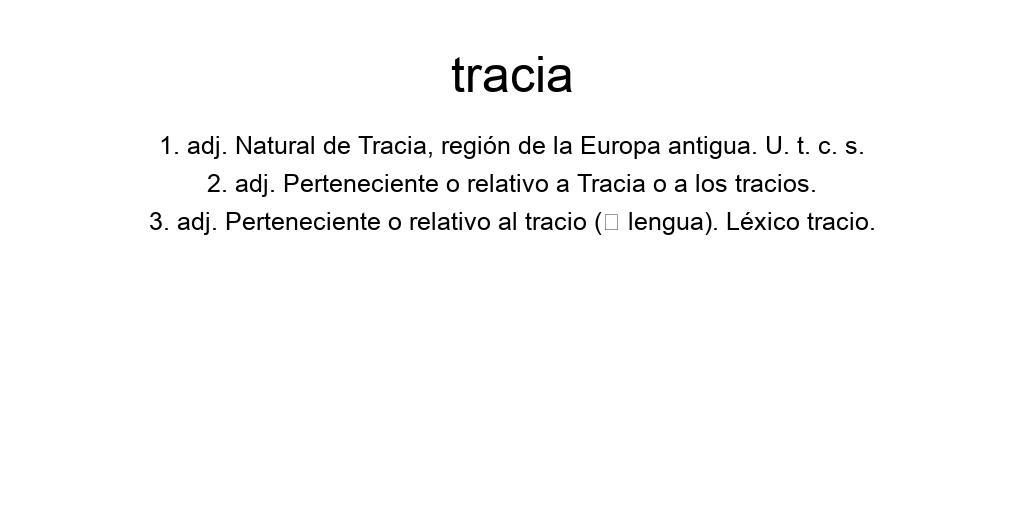 tracia
1. adj. Natural de Tracia, región de la Europa antigua. U. t. c. s.
2. adj. Perteneciente o relativo a Tracia o a los tracios.
3. adj. Perteneciente o relativo al tracio (□ lengua). Léxico tracio.